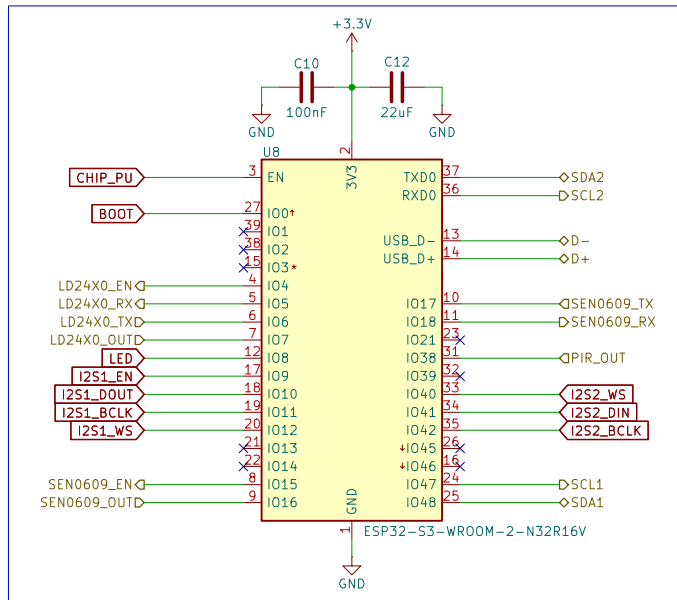 +3.3V
C10
C12
100nF
22uF
GND
GND
U8
2
3V3
CHIP_PU 3 EN TXD0 37 SDA2
RXD0 36 SCL2
BOOT 27 IO0↑
39 IO1 USB_D- 13 D-
38 IO2 USB_D+ 14 D+
15 IO3*
LD24X0_EN 4 IO4
LD24X0_RX 5 IO5 IO17 10 SEN0609_TX
LD24X0_TX 6 IO6 IO18 11 SEN0609_RX
LD24X0_OUT 7 IO7 IO21 23
LED 12 IO8 IO38 31 PIR_OUT
I2S1_EN 17 IO9 IO39 32
I2S1_DOUT 18 IO10 IO40 33 I2S2_WS
I2S1_BCLK 19 IO11 IO41 34 I2S2_DIN
I2S1_WS 20 IO12 IO42 35 I2S2_BCLK
21 IO13 ↓IO45 26
22 IO14 ↓IO46 16
SEN0609_EN 8 IO15 IO47 24 SCL1
SEN0609_OUT 9 IO16 IO48 25 SDA1
GND
1
ESP32-S3-WROOM-2-N32R16V
GND